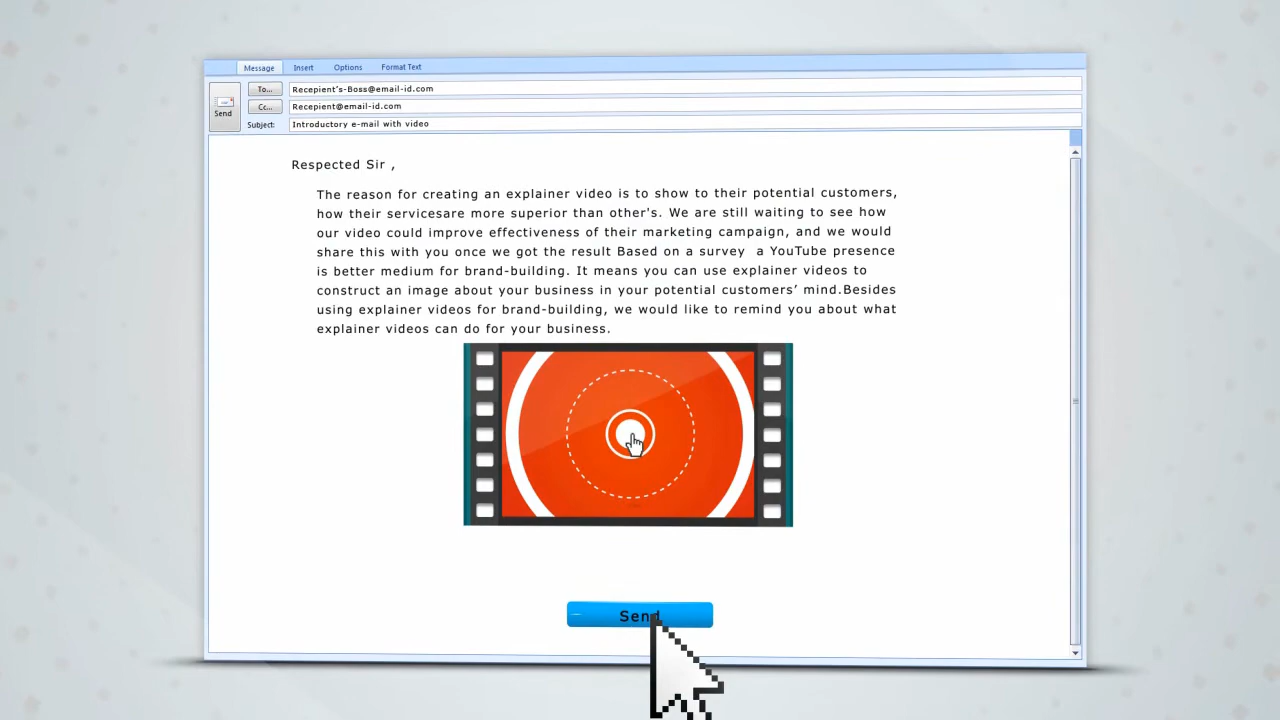 Message Insert Options Format Text
To... Recepient's-Boss@email-id.com
Send
Cc... Recepient@email-id.com
Subject: Introductory e-mail with video
Respected Sir ,
The reason for creating an explainer video is to show to their potential customers,
how their servicesare more superior than other's. We are still waiting to see how
our video could improve effectiveness of their marketing campaign, and we would
share this with you once we got the result Based on a survey  a YouTube presence
is better medium for brand-building. It means you can use explainer videos to
construct an image about your business in your potential customers’ mind.Besides
using explainer videos for brand-building, we would like to remind you about what
explainer videos can do for your business.
Send